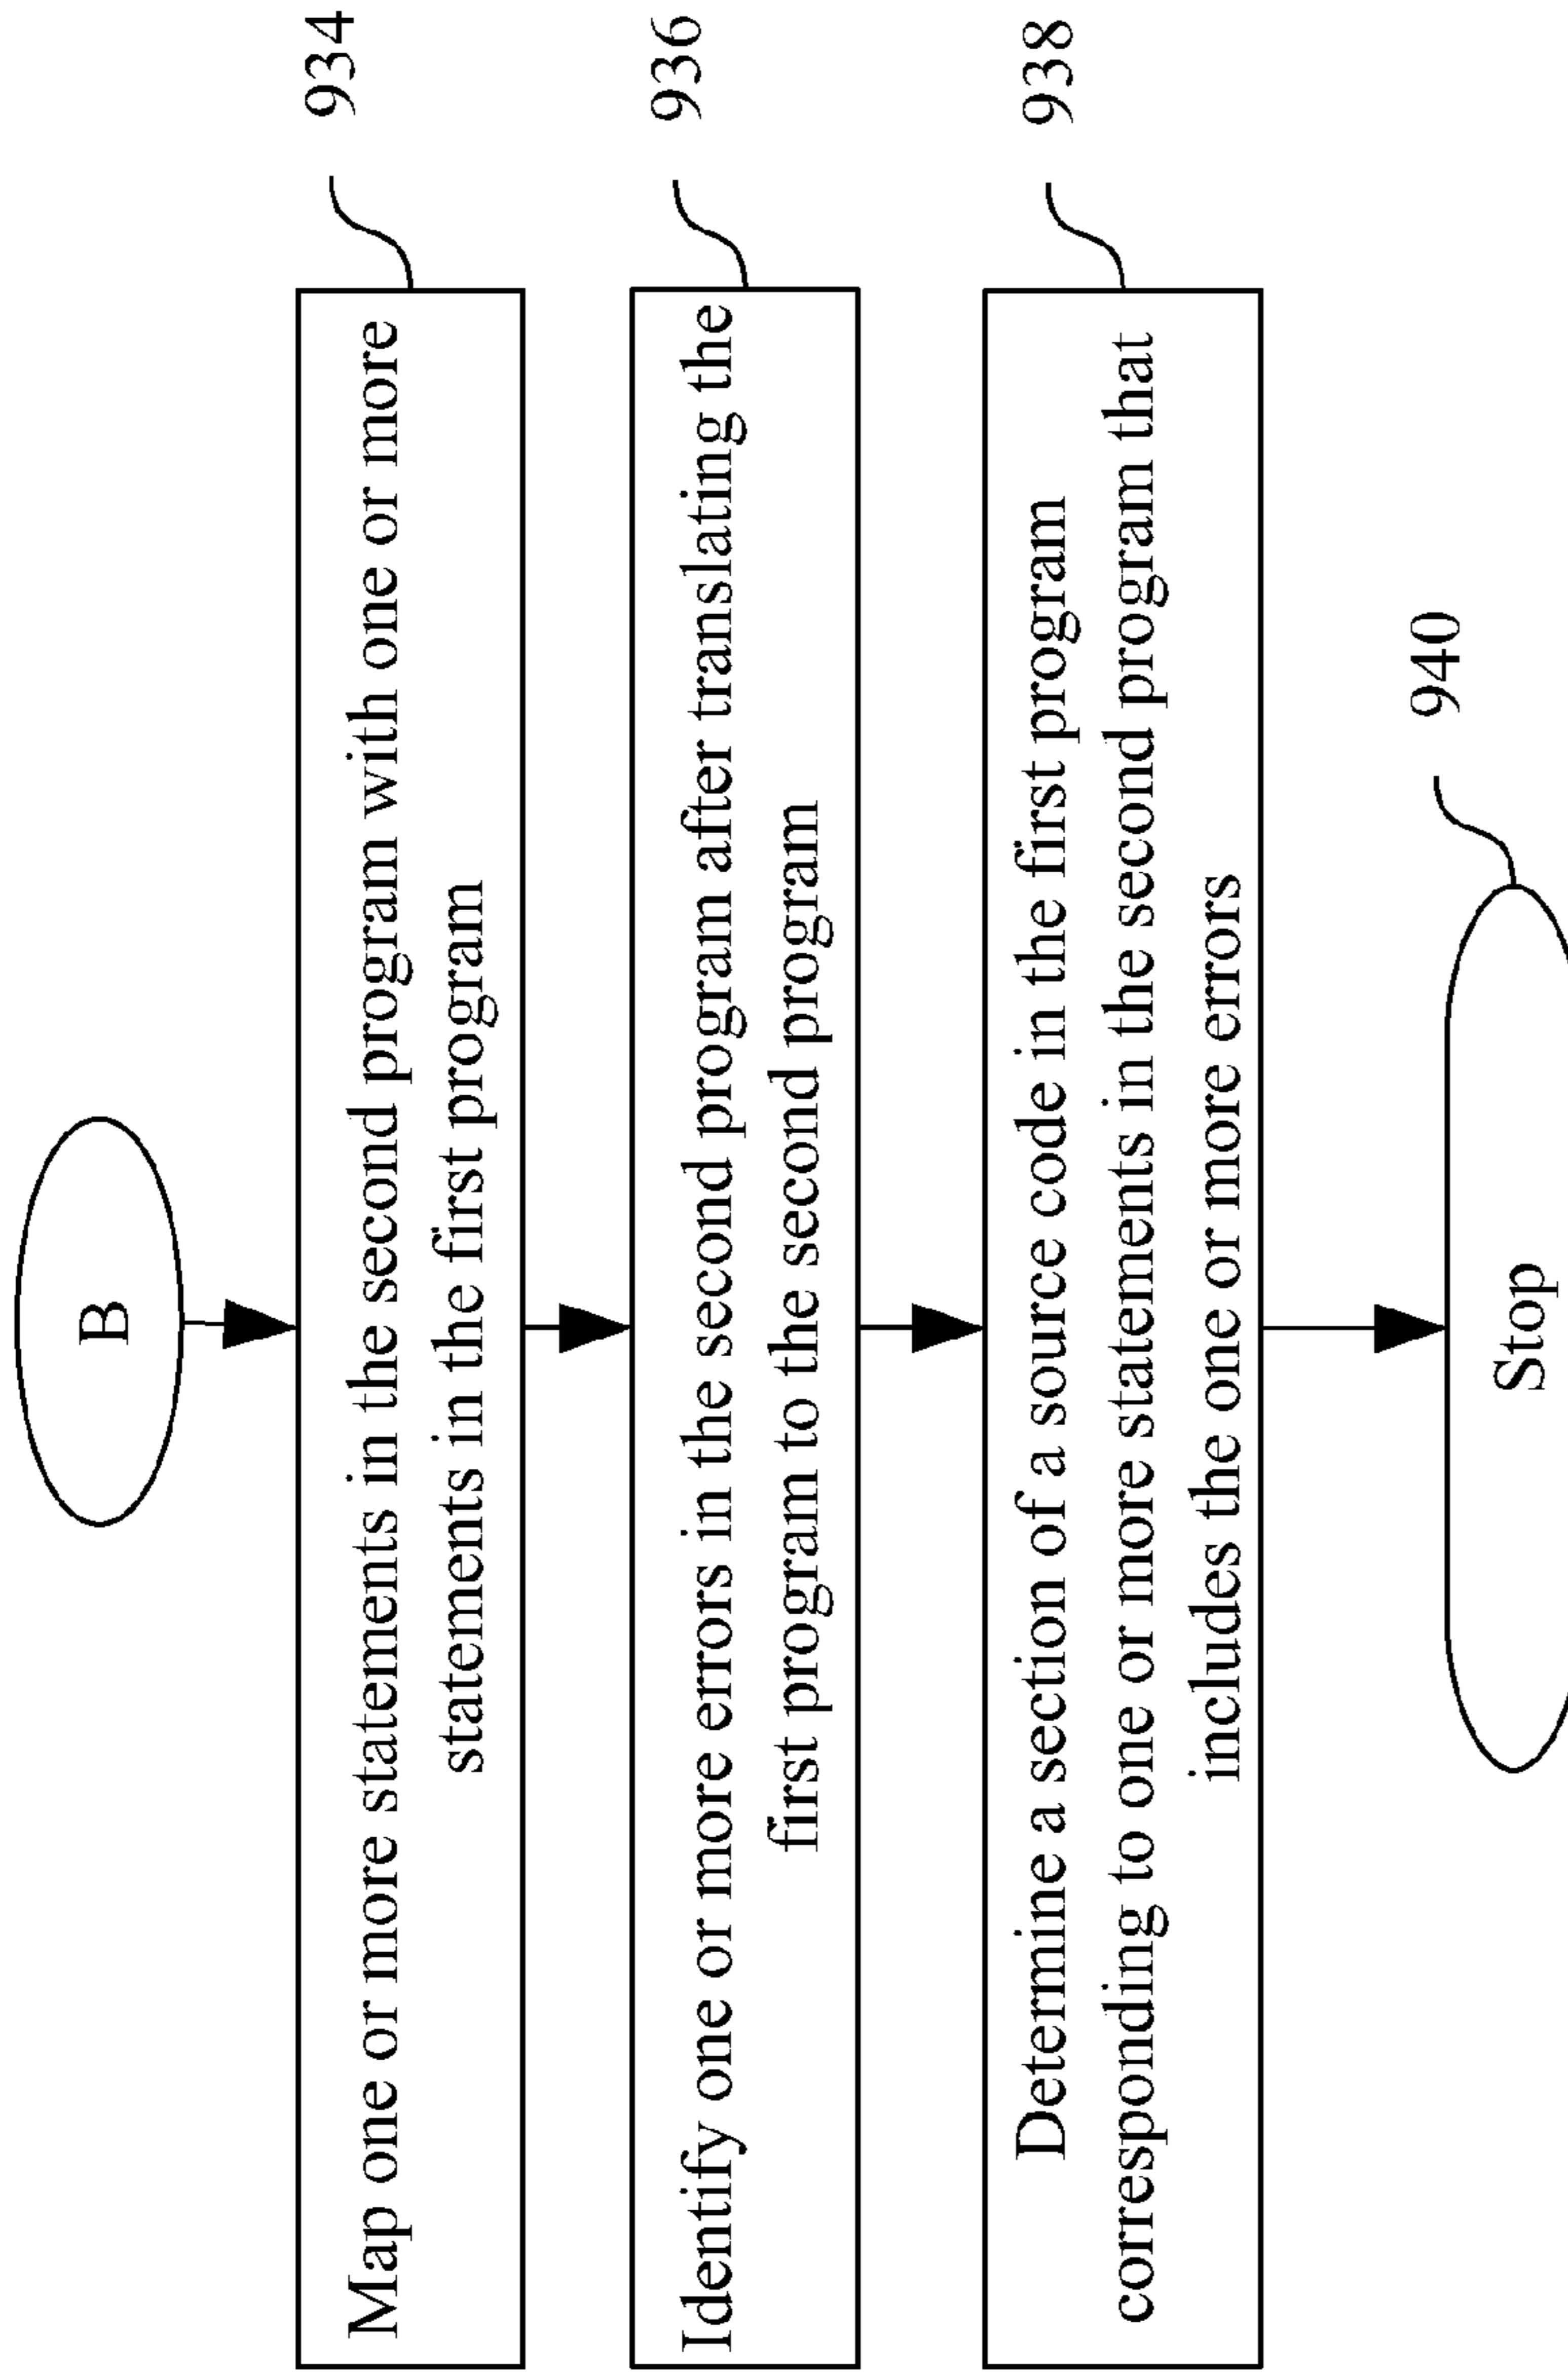 B
Map one or more statements in the second program with one or more
statements in the first program
934
Identify one or more errors in the second program after translating the
first program to the second program
936
Determine a section of a source code in the first program
corresponding to one or more statements in the second program that
includes the one or more errors
938
Stop
940